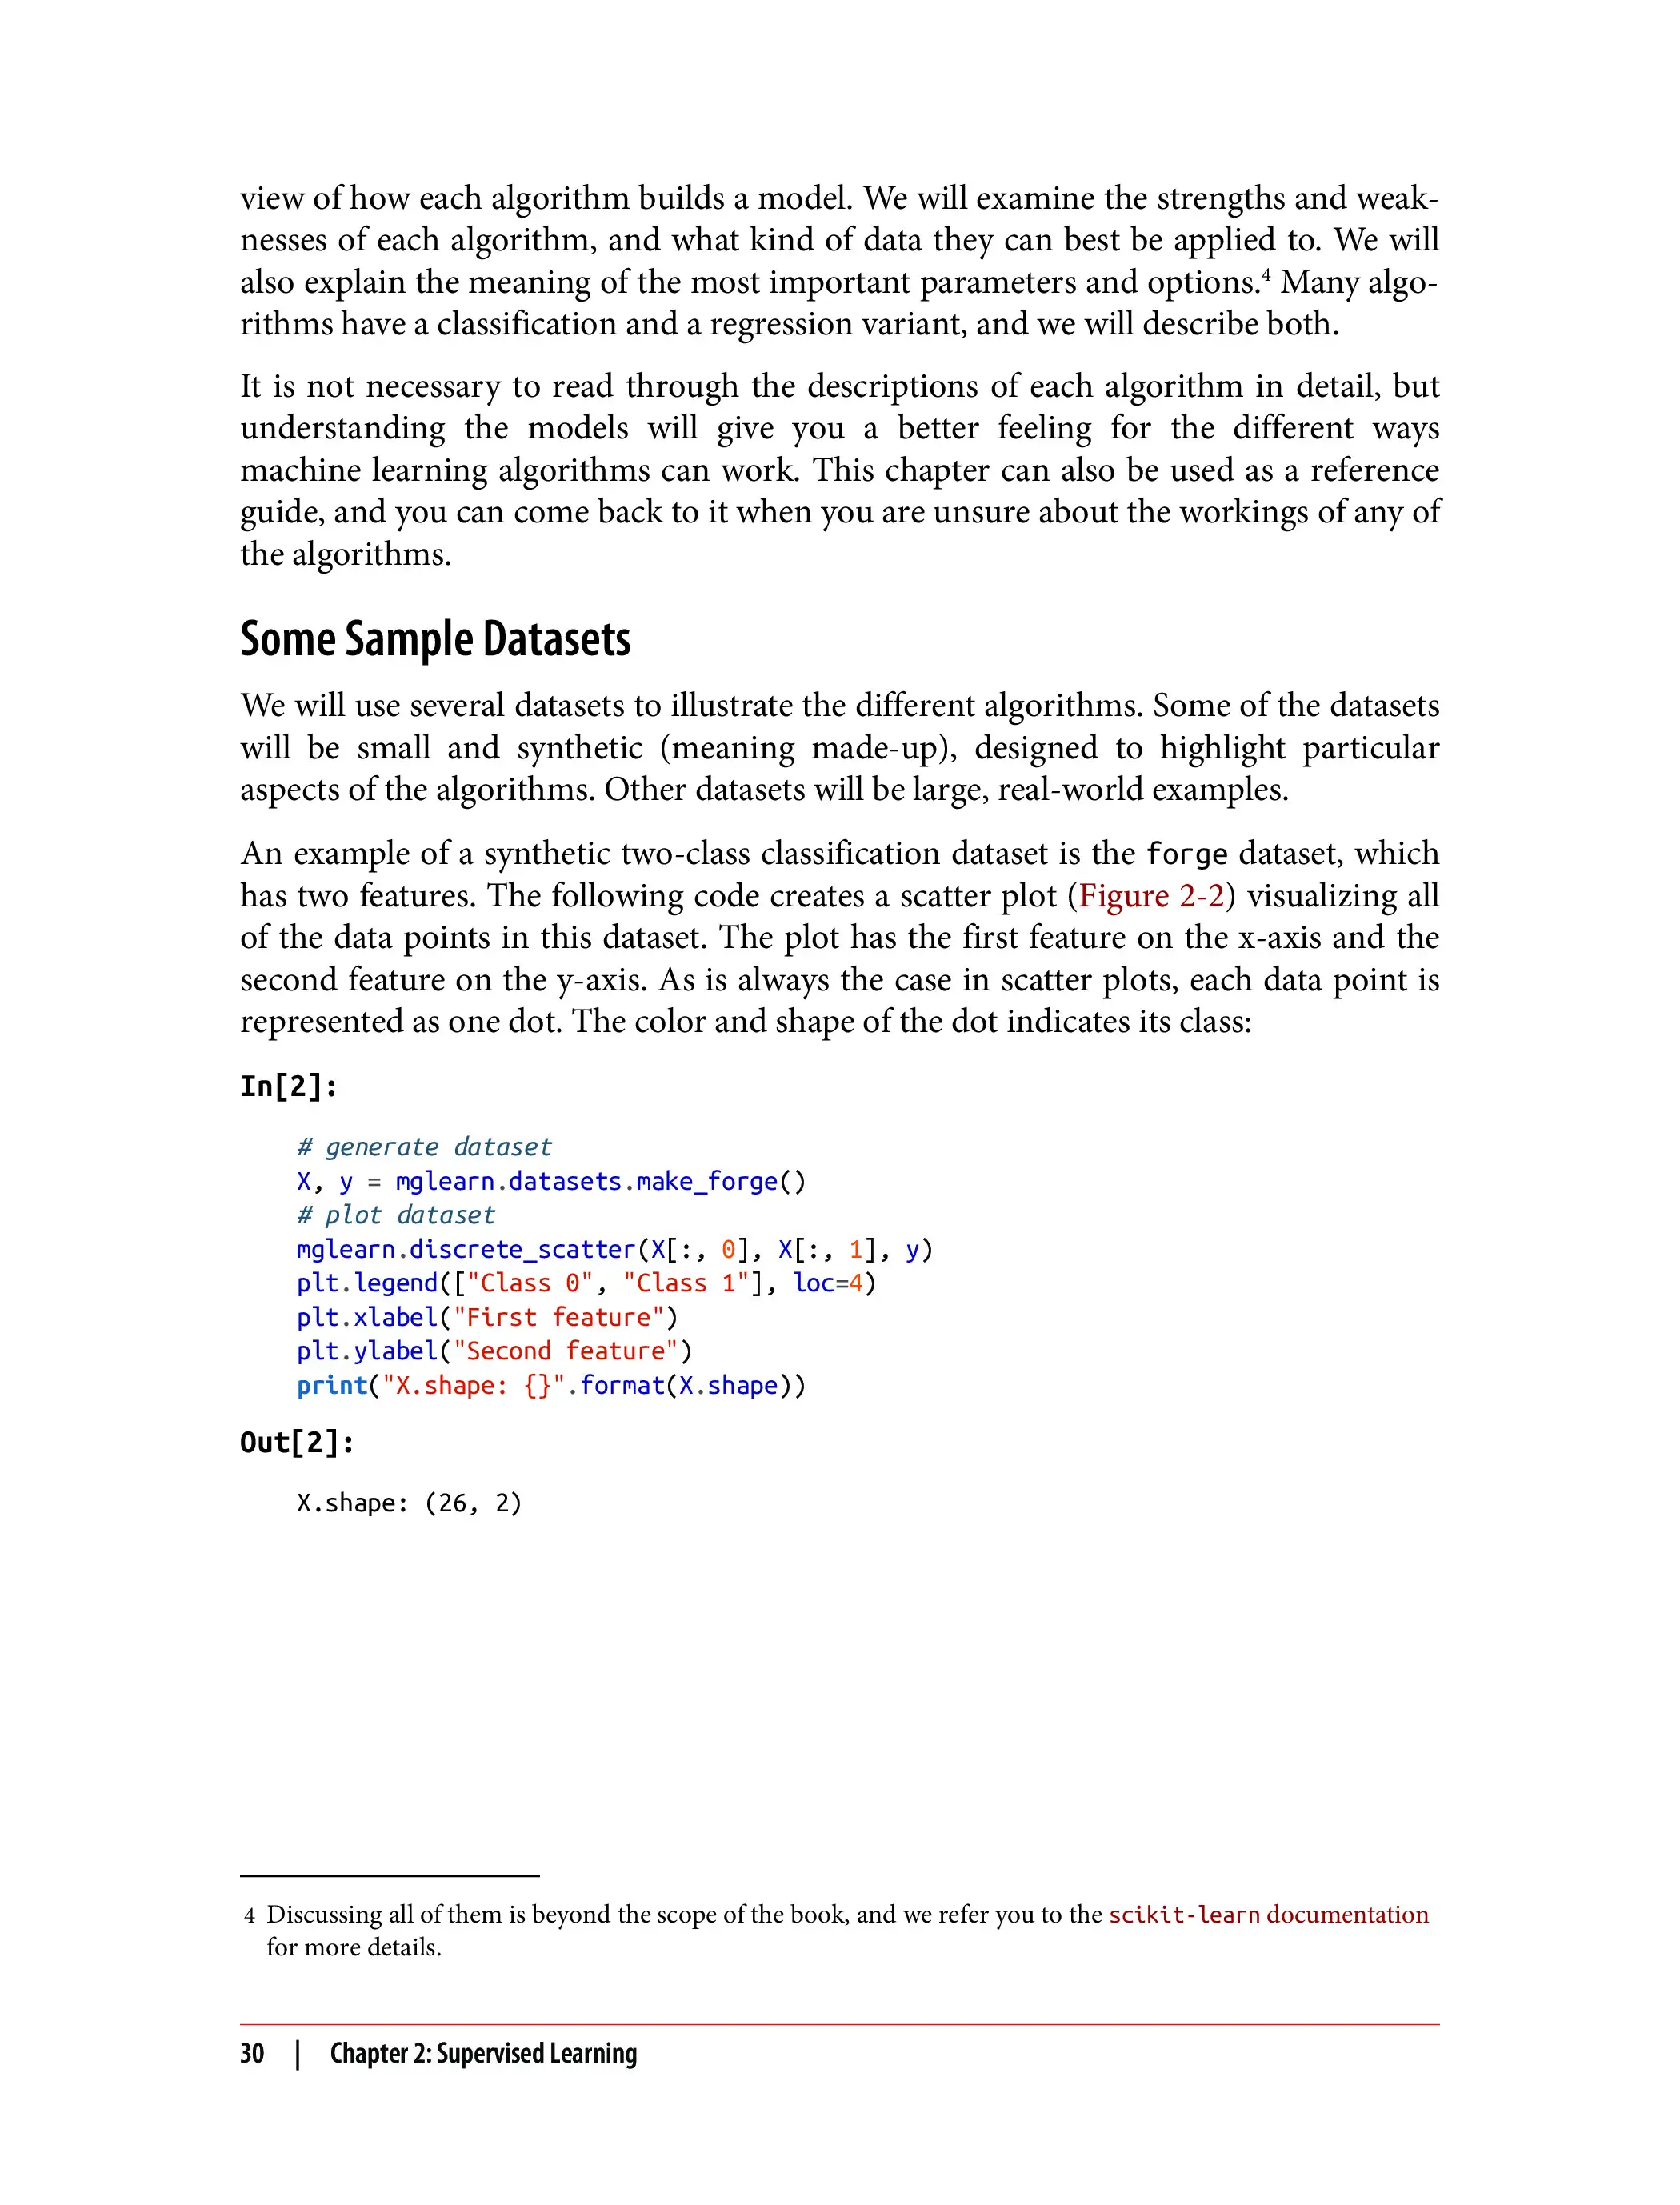 view of how each algorithm builds a model. We will examine the strengths and weak-
nesses of each algorithm, and what kind of data they can best be applied to. We will
also explain the meaning of the most important parameters and options.4 Many algo-
rithms have a classification and a regression variant, and we will describe both.
It is not necessary to read through the descriptions of each algorithm in detail, but
understanding the models will give you a better feeling for the different ways
machine learning algorithms can work. This chapter can also be used as a reference
guide, and you can come back to it when you are unsure about the workings of any of
the algorithms.
Some Sample Datasets
We will use several datasets to illustrate the different algorithms. Some of the datasets
will be small and synthetic (meaning made-up), designed to highlight particular
aspects of the algorithms. Other datasets will be large, real-world examples.
An example of a synthetic two-class classification dataset is the forge dataset, which
has two features. The following code creates a scatter plot (Figure 2-2) visualizing all
of the data points in this dataset. The plot has the first feature on the x-axis and the
second feature on the y-axis. As is always the case in scatter plots, each data point is
represented as one dot. The color and shape of the dot indicates its class:
In[2]:
# generate dataset
X, y = mglearn.datasets.make_forge()
# plot dataset
mglearn.discrete_scatter(X[:, 0], X[:, 1], y)
plt.legend(["Class 0", "Class 1"], loc=4)
plt.xlabel("First feature")
plt.ylabel("Second feature")
print("X.shape: {}".format(X.shape))
Out[2]:
X.shape: (26, 2)
4 Discussing all of them is beyond the scope of the book, and we refer you to the scikit-learn documentation
for more details.
30 | Chapter 2: Supervised Learning